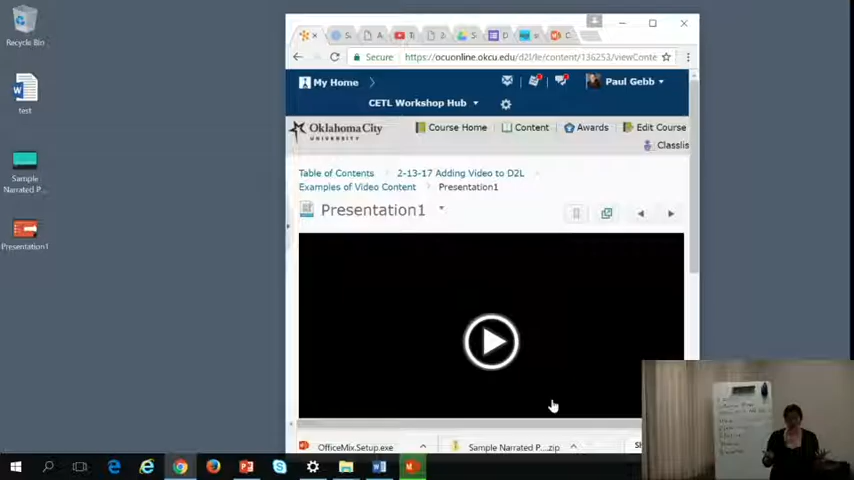 Recycle Bin
test
Sample
Narrated P...
Presentation1
Secure
https://ocuonline.okcu.edu/d2l/le/content/136253/viewConte
My Home
Paul Gebb
CETL Workshop Hub
Oklahoma City
UNIVERSITY
Course Home
Content
Awards
Edit Course
Classlis
Table of Contents
2-13-17 Adding Video to D2L
Examples of Video Content
Presentation1
Presentation1
OfficeMix.Setup.exe
Sample Narrated P....zip